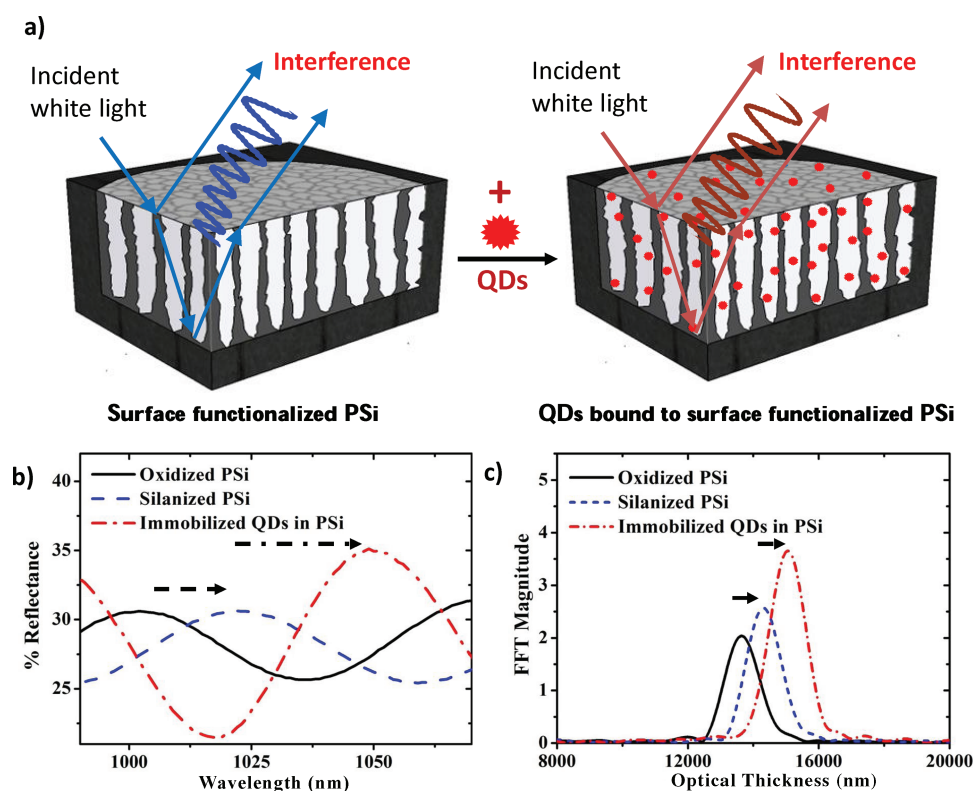 a)
Incident
white light
Interference
+
QDs
Incident
white light
Interference
Surface functionalized PSi
QDs bound to surface functionalized PSi
b)
Oxidized PSi
Silanized PSi
Immobilized QDs in PSi
40
35
30
25
% Reflectance
1000
1025
1050
Wavelength (nm)
c)
Oxidized PSi
Silanized PSi
Immobilized QDs in PSi
5
4
3
2
1
0
FFT Magnitude
8000
12000
16000
20000
Optical Thickness (nm)